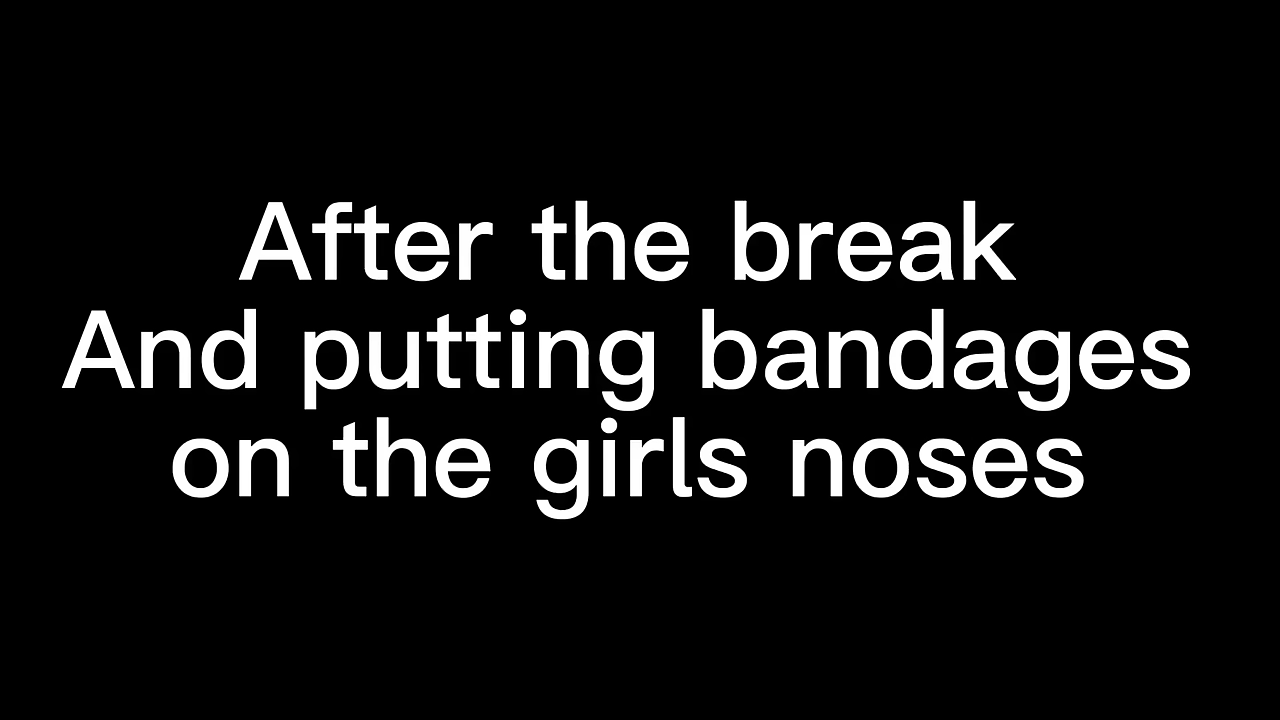 After the break
And putting bandages
on the girls noses